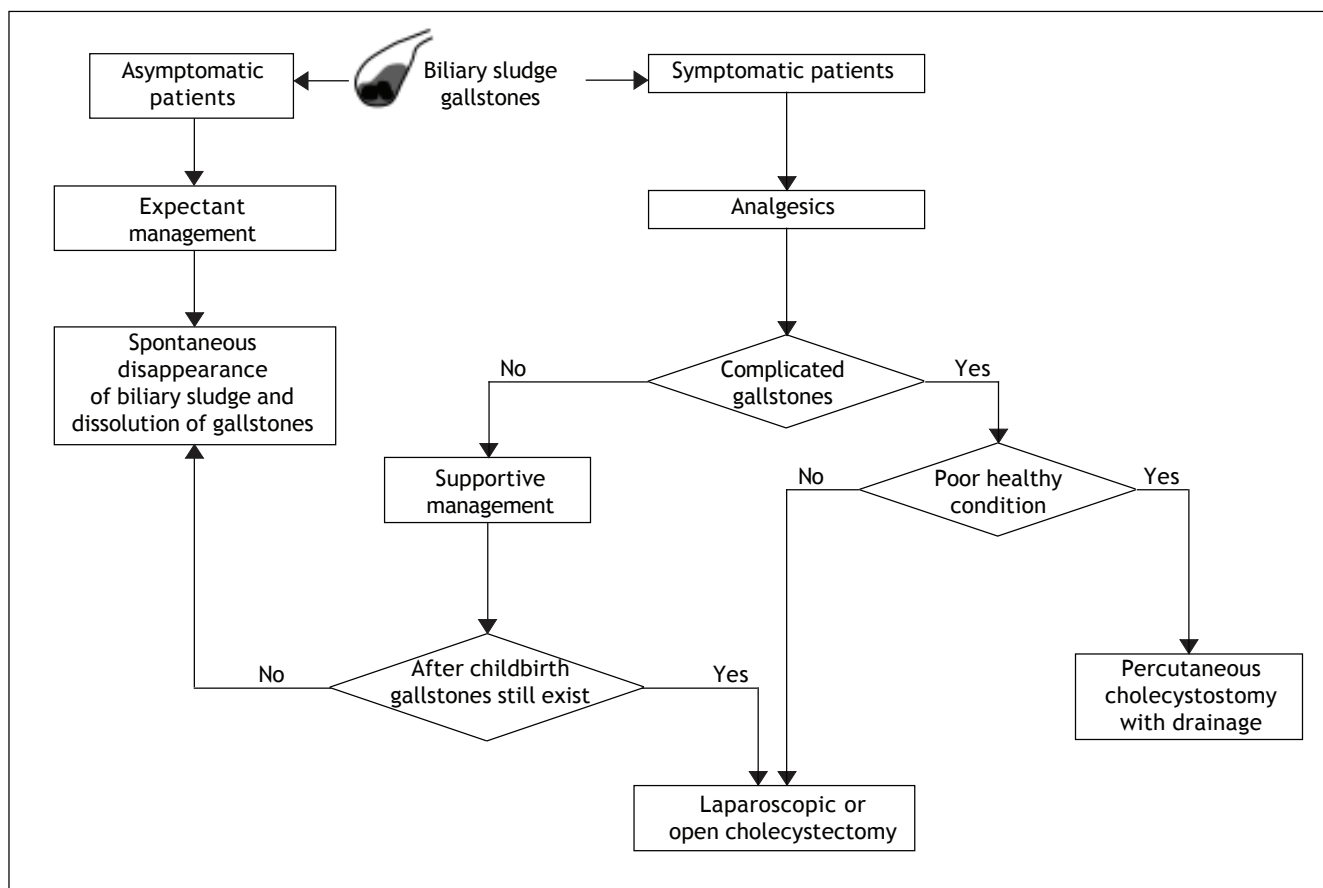 Asymptomatic
patients
Biliary sludge
gallstones
Symptomatic patients
Expectant
management
Analgesics
Spontaneous
disappearance
of biliary sludge and
dissolution of gallstones
No
Complicated
gallstones
Yes
Supportive
management
No
Poor healthy
condition
Yes
No
After childbirth
gallstones still exist
Yes
Percutaneous
cholecystostomy
with drainage
Laparoscopic or
open cholecystectomy